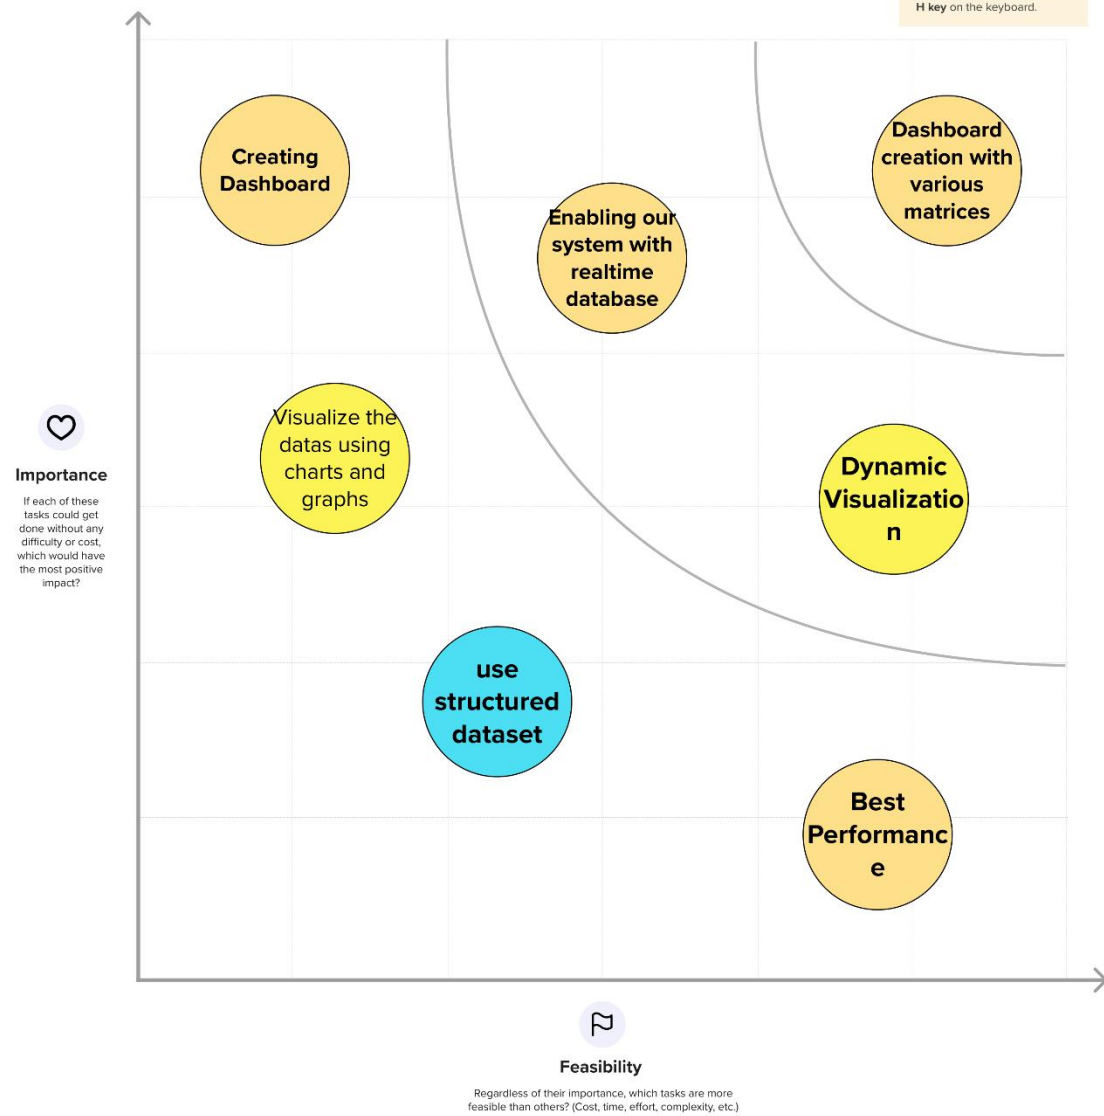 H key on the keyboard.
Creating
Dashboard
Dashboard
creation with
various
matrices
Enabling our
system with
realtime
database
Visualize the
datas using
charts and
graphs
Dynamic
Visualizatio
n
Importance
If each of these
tasks could get
done without any
difficulty or cost,
which would have
the most positive
impact?
use
structured
dataset
Best
Performanc
e
Feasibility
Regardless of their importance, which tasks are more
feasible than others? (Cost, time, effort, complexity, etc.)